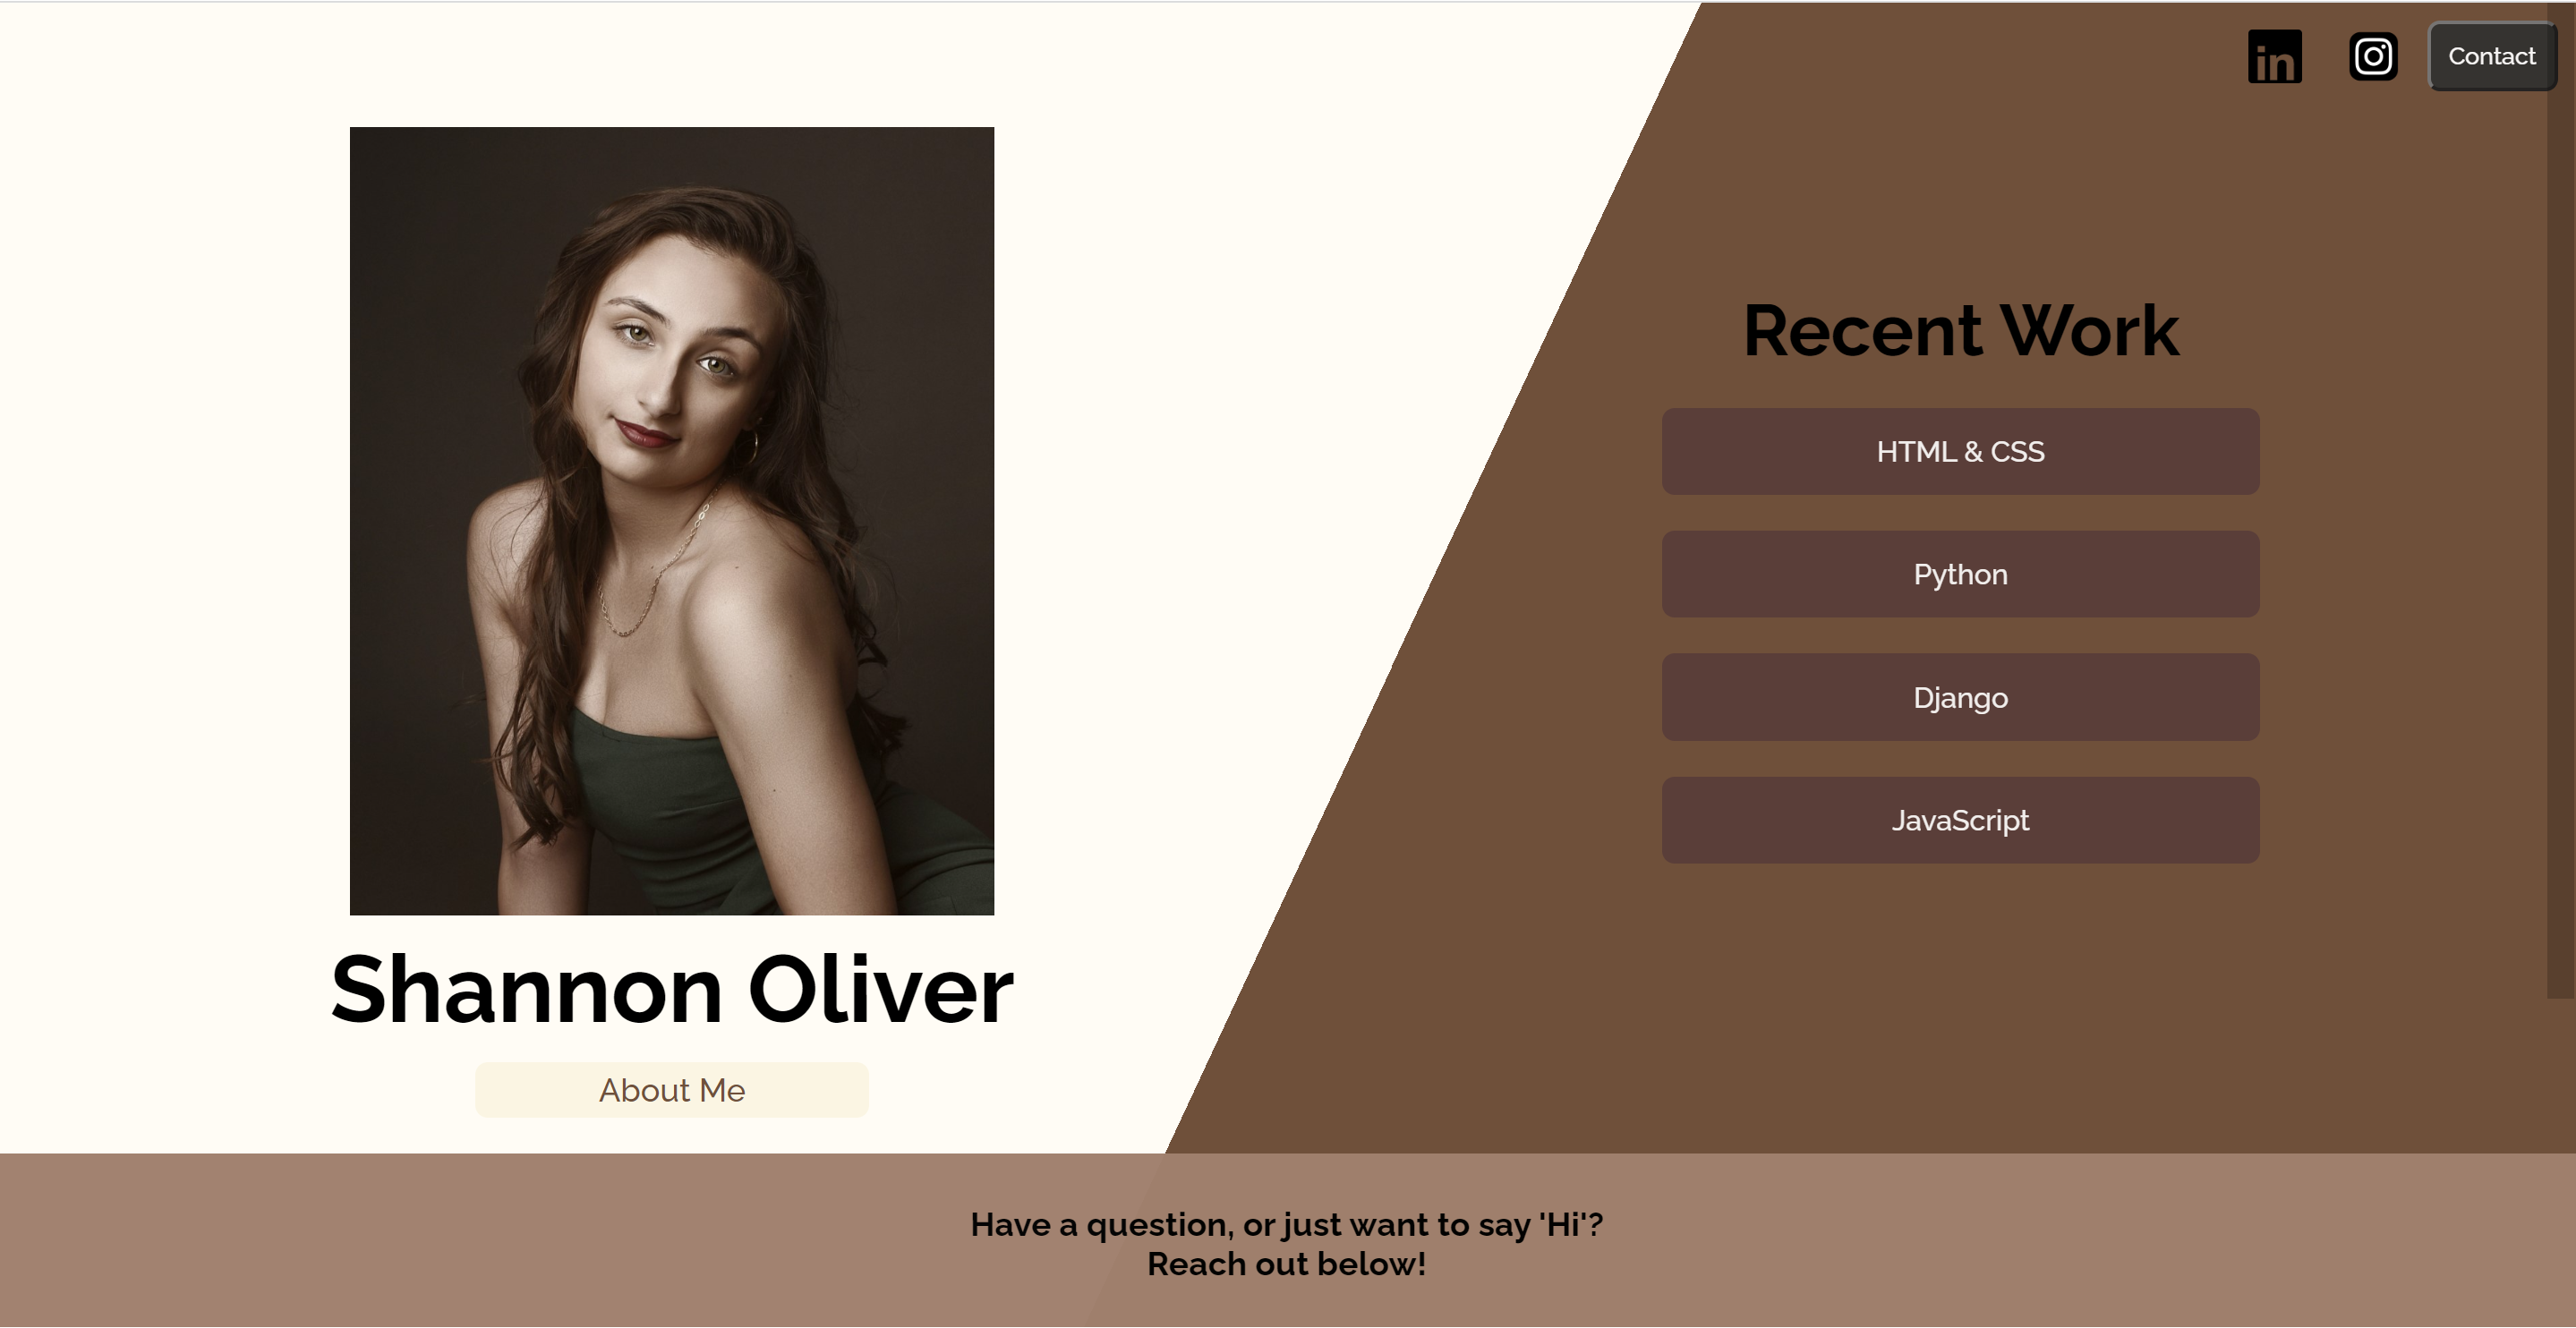 in
Contact
Recent Work
HTML & CSS
Python
Django
JavaScript
Shannon Oliver
About Me
Have a question, or just want to say 'Hi'?
Reach out below!